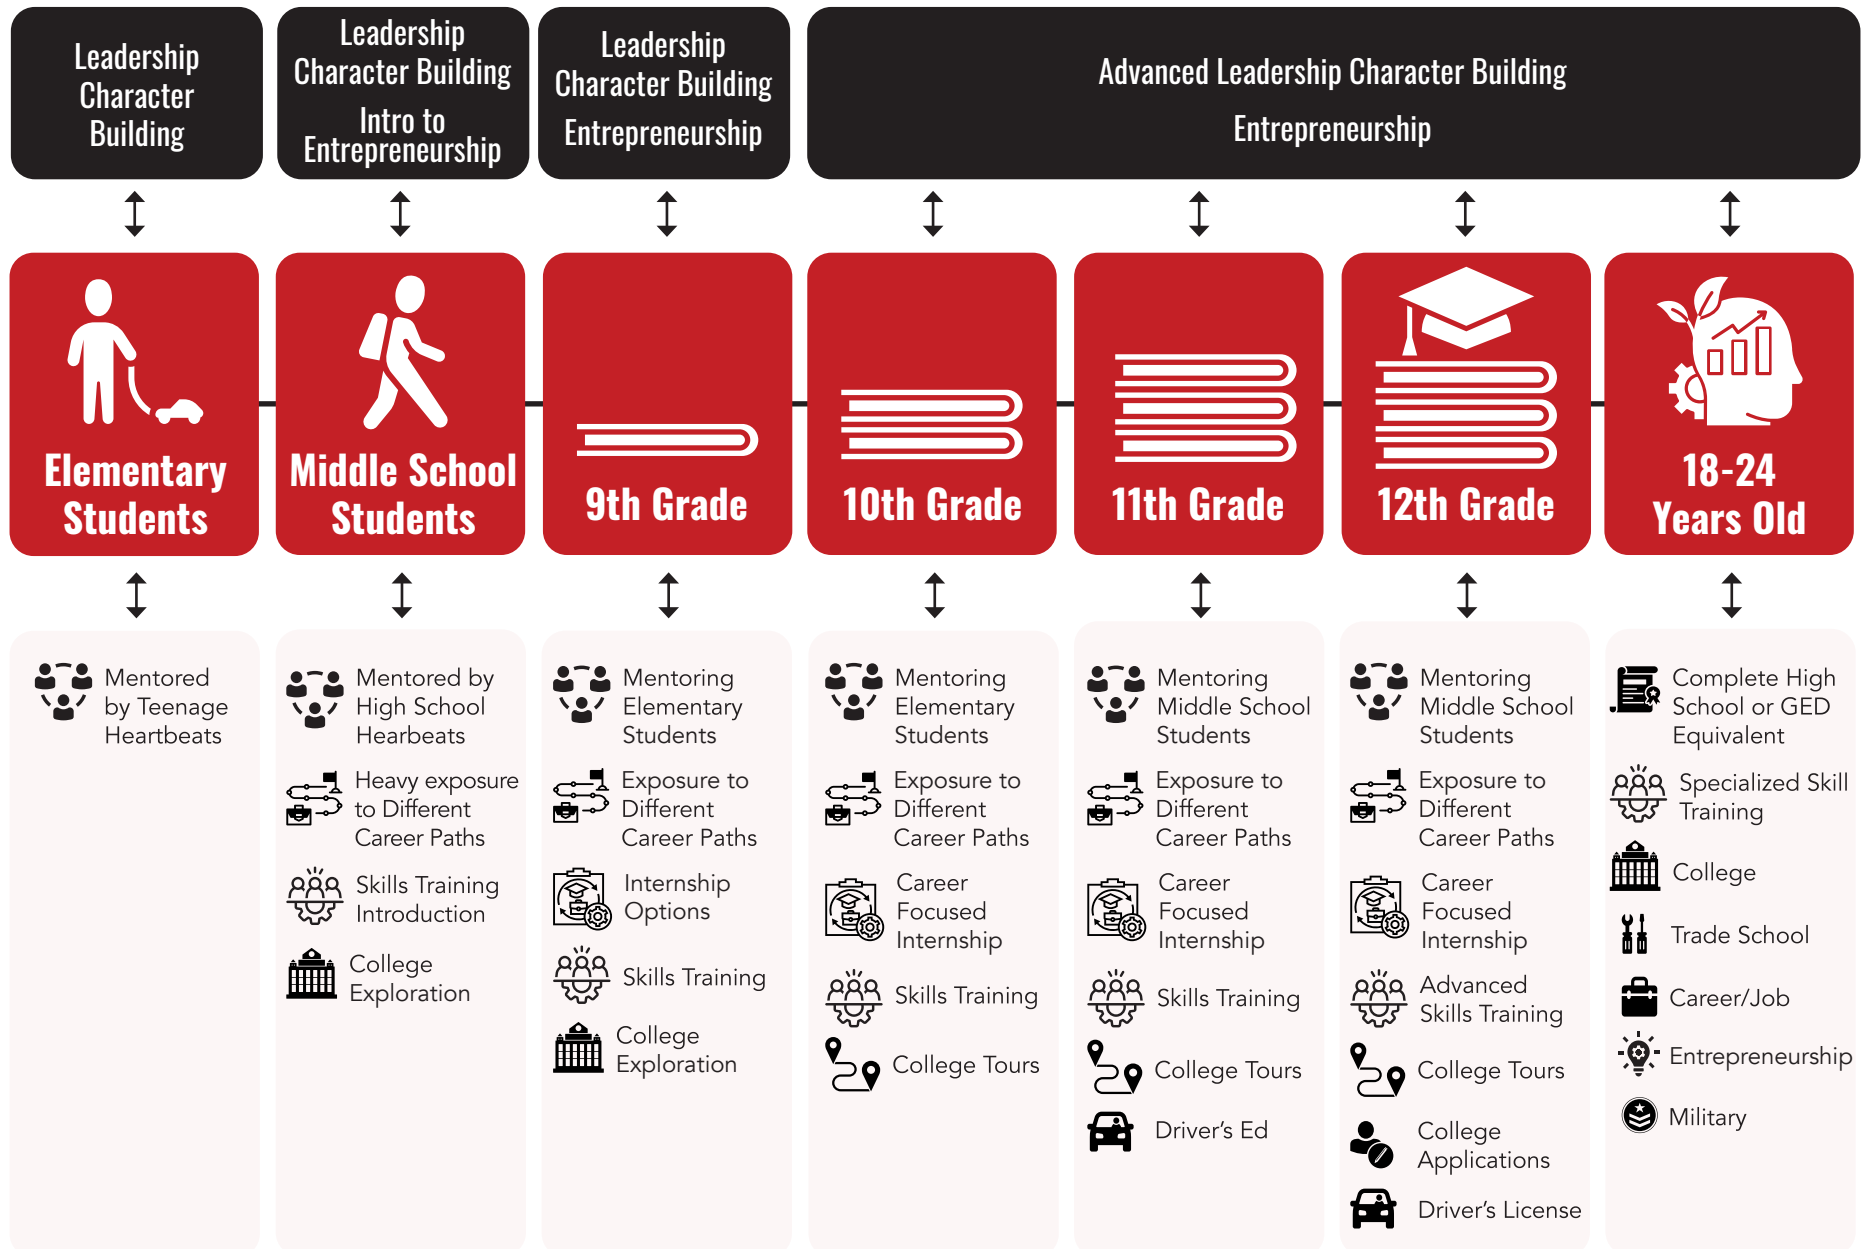 Leadership
Character
Building
Leadership
Character Building
Intro to
Entrepreneurship
Leadership
Character Building
Entrepreneurship
Advanced Leadership Character Building
Entrepreneurship
Elementary
Students
Middle School
Students
9th Grade
10th Grade
11th Grade
12th Grade
18-24
Years Old
Mentored
by Teenage
Heartbeats
Mentored by
High School
Hearbeats
Heavy exposure
to Different
Career Paths
Skills Training
Introduction
College
Exploration
Mentoring
Elementary
Students
Exposure to
Different
Career Paths
Internship
Options
Skills Training
College
Exploration
Mentoring
Elementary
Students
Exposure to
Different
Career Paths
Career
Focused
Internship
Skills Training
College Tours
Mentoring
Middle School
Students
Exposure to
Different
Career Paths
Career
Focused
Internship
Skills Training
College Tours
Driver’s Ed
Mentoring
Middle School
Students
Exposure to
Different
Career Paths
Career
Focused
Internship
Advanced
Skills Training
College Tours
College
Applications
Driver’s License
Complete High
School or GED
Equivalent
Specialized Skill
Training
College
Trade School
Career/Job
Entrepreneurship
Military